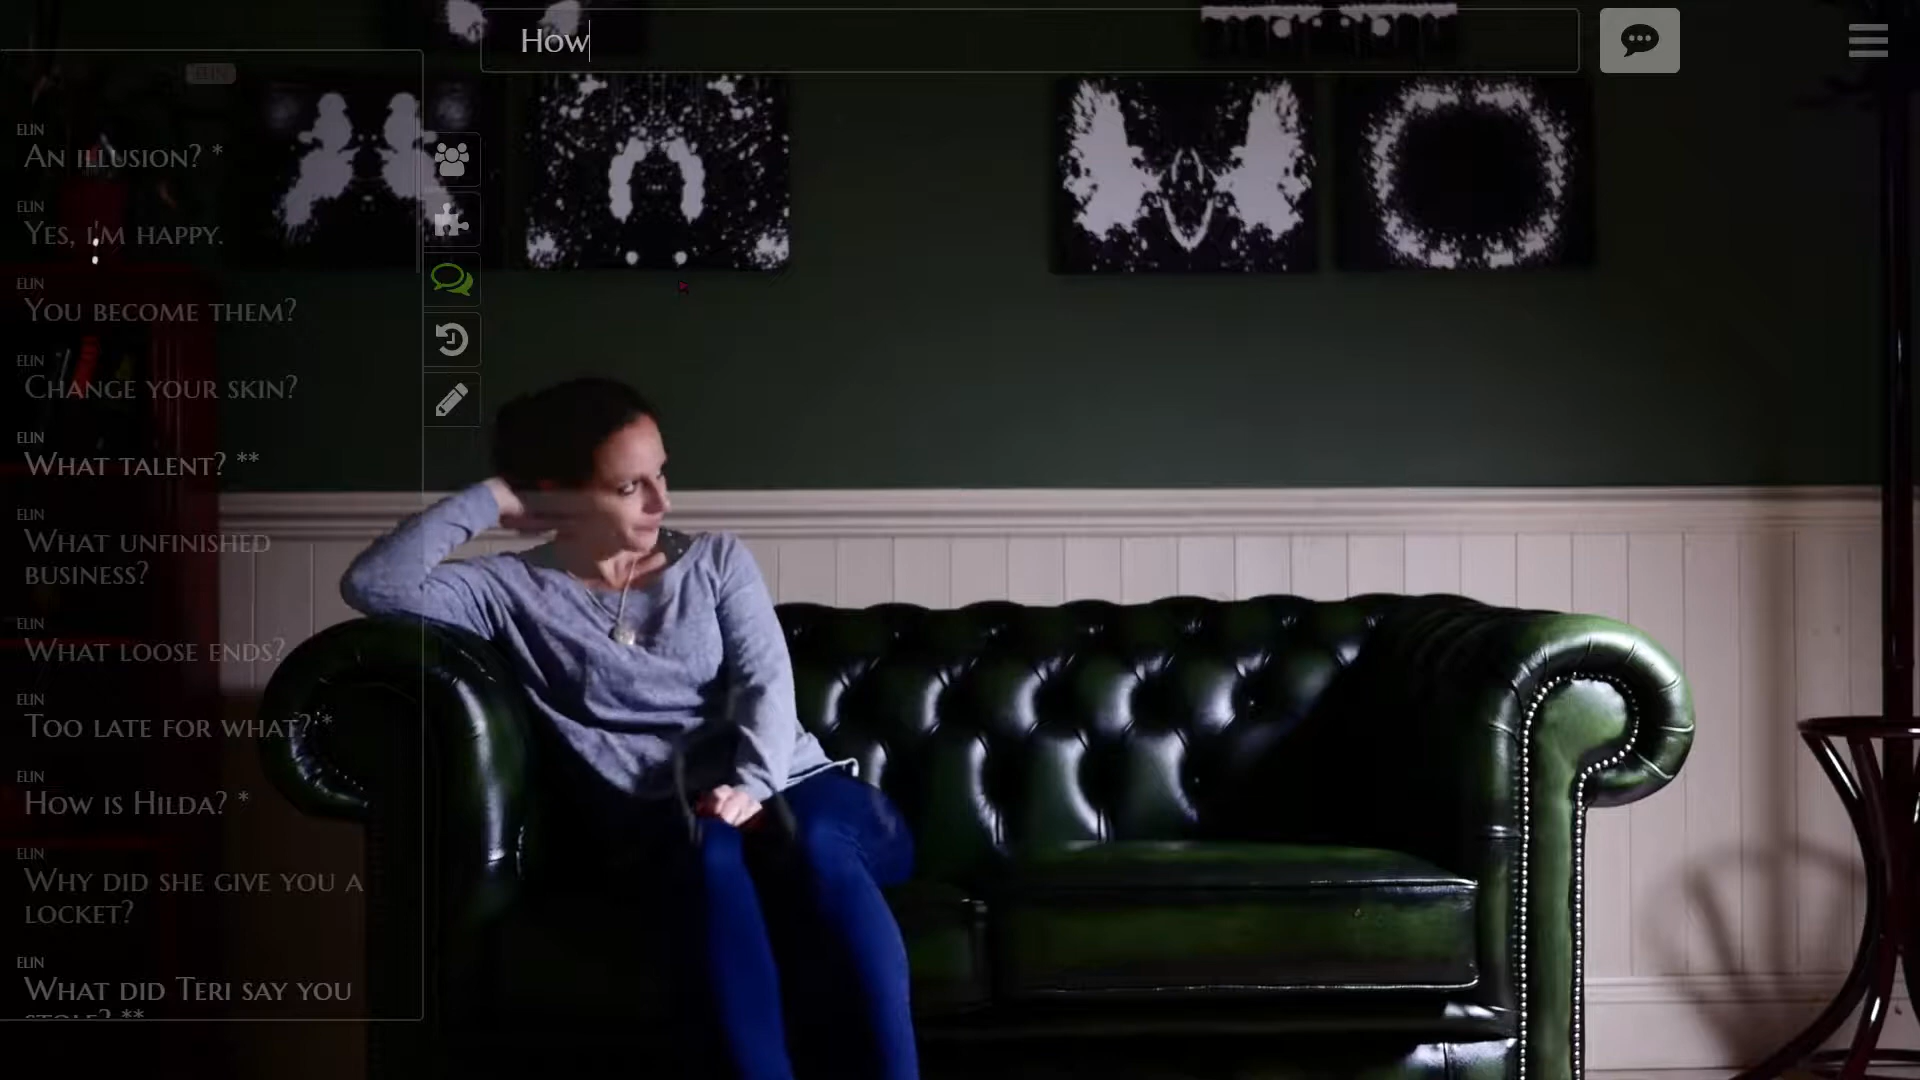 How
ELIN
ELIN
An illusion? *
ELIN
Yes, I'm happy.
ELIN
You become them?
ELIN
Change your skin?
ELIN
What talent? **
ELIN
What unfinished
business?
ELIN
What loose ends?
ELIN
Too late for what? *
ELIN
How is Hilda? *
ELIN
Why did she give you a
locket?
ELIN
What did Teri say you
stole? **